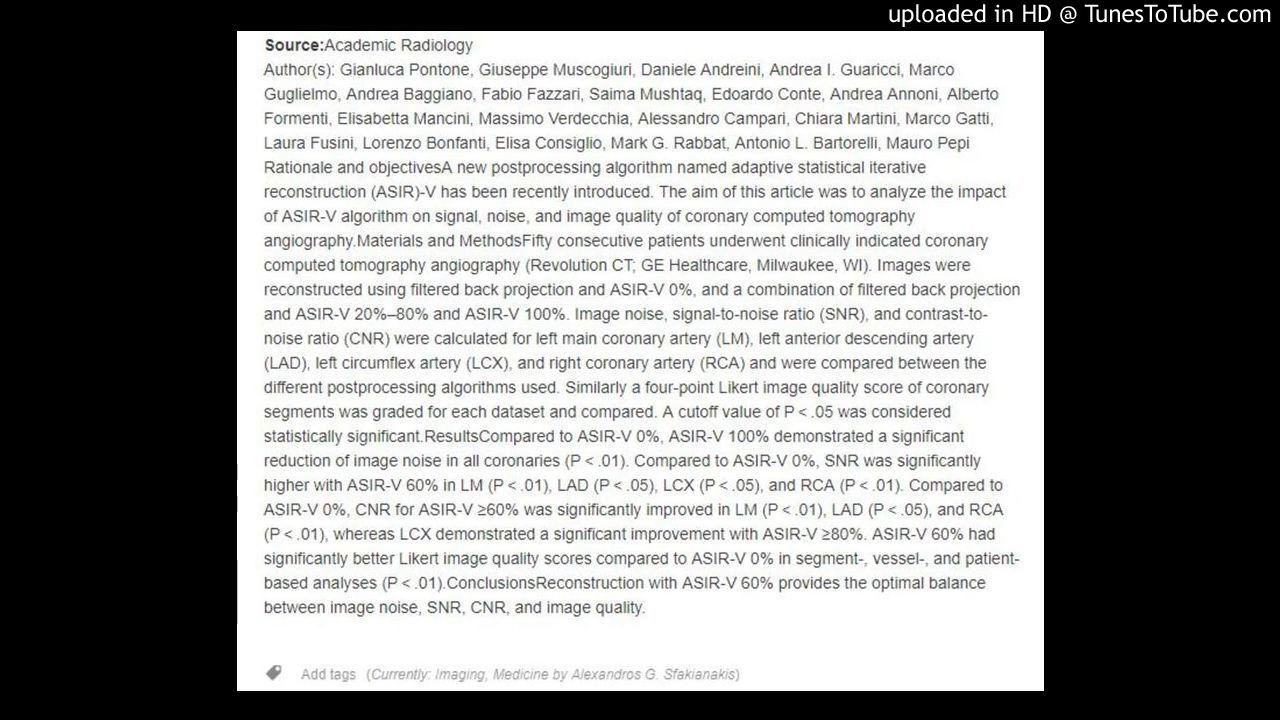 uploaded in HD @ TunesToTube.com
Source:Academic Radiology
Author(s): Gianluca Pontone, Giuseppe Muscogiuri, Daniele Andreini, Andrea I. Guaricci, Marco
Guglielmo, Andrea Baggiano, Fabio Fazzari, Saima Mushtaq, Edoardo Conte, Andrea Annoni, Alberto
Formenti, Elisabetta Mancini, Massimo Verdecchia, Alessandro Campari, Chiara Martini, Marco Gatti,
Laura Fusini, Lorenzo Bonfanti, Elisa Consiglio, Mark G. Rabbat, Antonio L. Bartorelli, Mauro Pepi
Rationale and objectivesA new postprocessing algorithm named adaptive statistical iterative
reconstruction (ASIR)-V has been recently introduced. The aim of this article was to analyze the impact
of ASIR-V algorithm on signal, noise, and image quality of coronary computed tomography
angiography.Materials and MethodsFifty consecutive patients underwent clinically indicated coronary
computed tomography angiography (Revolution CT; GE Healthcare, Milwaukee, WI). Images were
reconstructed using filtered back projection and ASIR-V 0%, and a combination of filtered back projection
and ASIR-V 20%–80% and ASIR-V 100%. Image noise, signal-to-noise ratio (SNR), and contrast-to-
noise ratio (CNR) were calculated for left main coronary artery (LM), left anterior descending artery
(LAD), left circumflex artery (LCX), and right coronary artery (RCA) and were compared between the
different postprocessing algorithms used. Similarly a four-point Likert image quality score of coronary
segments was graded for each dataset and compared. A cutoff value of P < .05 was considered
statistically significant.ResultsCompared to ASIR-V 0%, ASIR-V 100% demonstrated a significant
reduction of image noise in all coronaries (P < .01). Compared to ASIR-V 0%, SNR was significantly
higher with ASIR-V 60% in LM (P < .01), LAD (P < .05), LCX (P < .05), and RCA (P < .01). Compared to
ASIR-V 0%, CNR for ASIR-V ≥60% was significantly improved in LM (P < .01), LAD (P < .05), and RCA
(P < .01), whereas LCX demonstrated a significant improvement with ASIR-V ≥80%. ASIR-V 60% had
significantly better Likert image quality scores compared to ASIR-V 0% in segment-, vessel-, and patient-
based analyses (P < .01).ConclusionsReconstruction with ASIR-V 60% provides the optimal balance
between image noise, SNR, CNR, and image quality.
Add tags (Currently: Imaging, Medicine by Alexandros G. Sfakianakis)